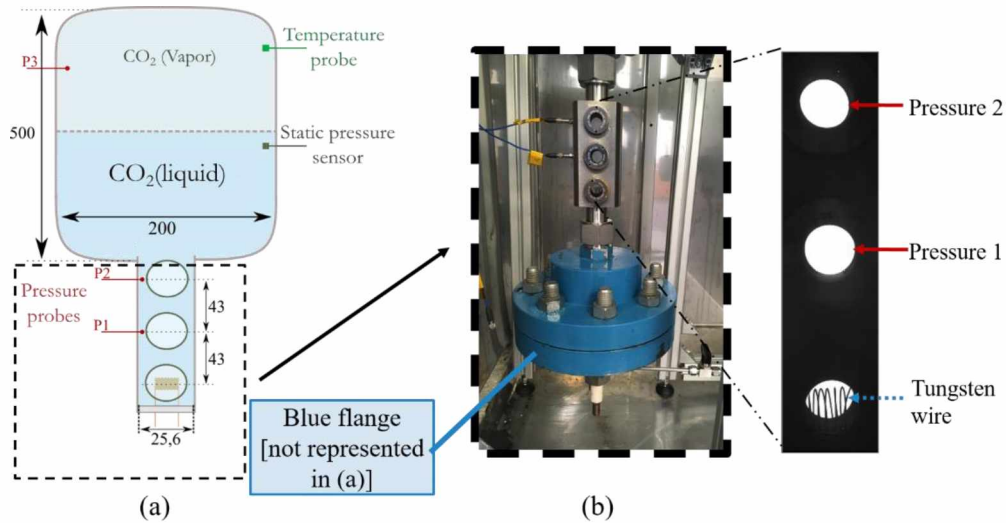 CO₂ (Vapor)
Temperature
probe
P3
500
Static pressure
sensor
CO₂(liquid)
200
P2
Pressure
probes
43
P1
43
25,6
(a)
Blue flange
[not represented
in (a)]
(b)
Pressure 2
Pressure 1
Tungsten
wire